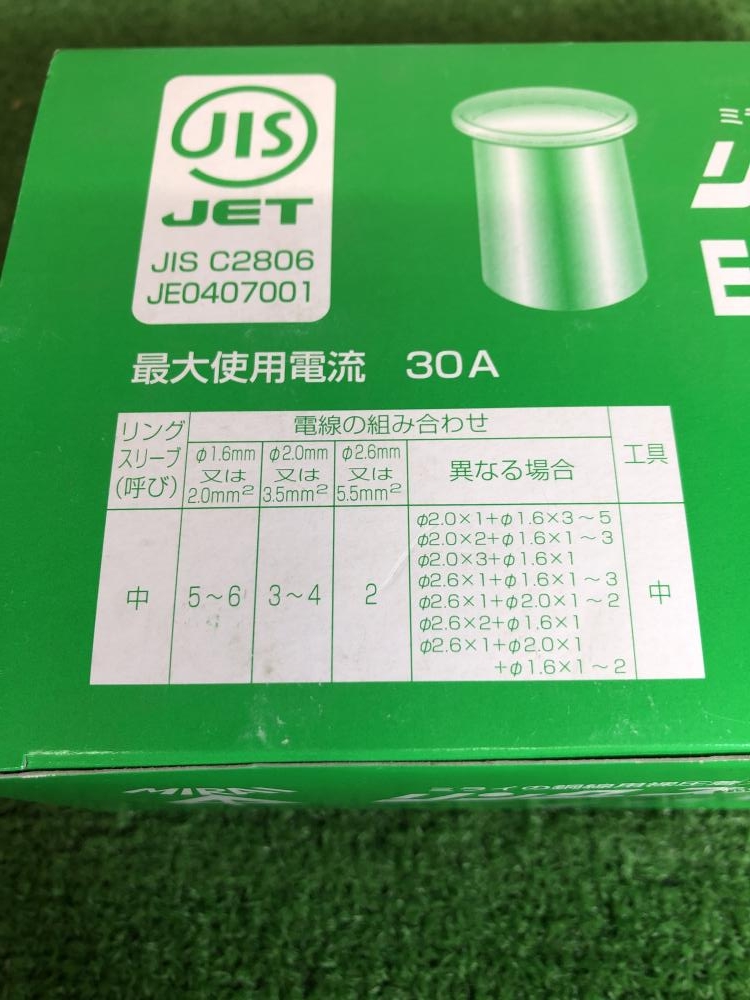 JIS
JET
JIS C2806
JE0407001
最大使用電流 30A
リング
スリーブ
(呼び)
電線の組み合わせ
φ1.6mm
又は
2.0mm²
φ2.0mm
又は
3.5mm²
φ2.6mm
又は
5.5mm²
異なる場合
工具
中
5～6
3～4
2
φ2.0×1+φ1.6×3～5
φ2.0×2+φ1.6×1～3
φ2.0×3+φ1.6×1
φ2.6×1+φ1.6×1～3
φ2.6×1+φ2.0×1～2
φ2.6×2+φ1.6×1
φ2.6×1+φ2.0×1
+φ1.6×1～2
中
MIRAI